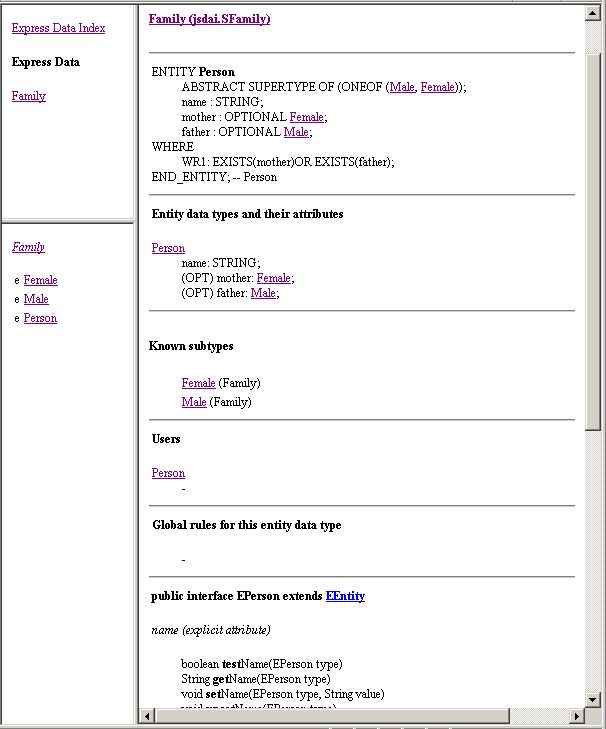 Express Data Index
Express Data
Family
Family
e Female
e Male
e Person
Family (jsdai.SFamily)
ENTITY Person
ABSTRACT SUPERTYPE OF (ONEOF (Male, Female));
name : STRING;
mother : OPTIONAL Female;
father : OPTIONAL Male;
WHERE
WR1: EXISTS(mother)OR EXISTS(father);
END_ENTITY; -- Person
Entity data types and their attributes
Person
name: STRING;
(OPT) mother: Female;
(OPT) father: Male;
Known subtypes
Female (Family)
Male (Family)
Users
Person
-
Global rules for this entity data type
-
public interface EPerson extends EEntity
name (explicit attribute)
boolean testName(EPerson type)
String getName(EPerson type)
void setName(EPerson type, String value)